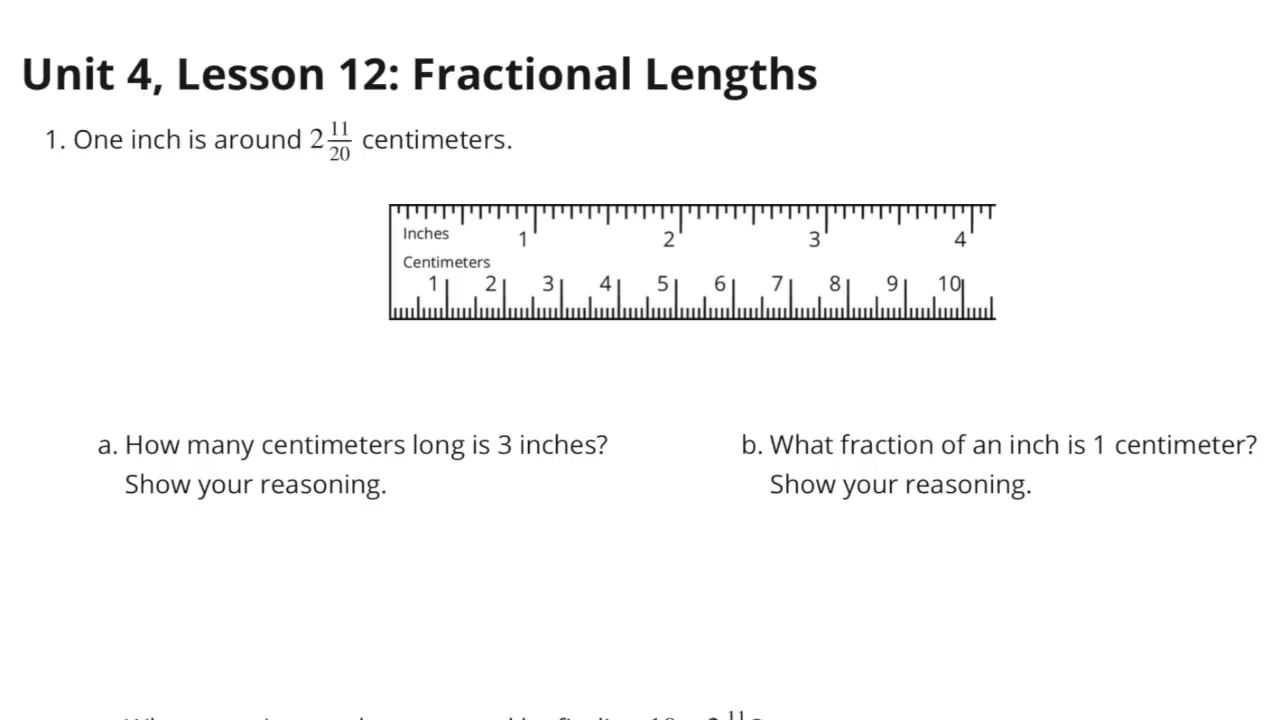 Unit 4, Lesson 12: Fractional Lengths
1. One inch is around 2 11/20 centimeters.
Inches
1 2 3 4
Centimeters
1 2 3 4 5 6 7 8 9 10
a. How many centimeters long is 3 inches?
Show your reasoning.
b. What fraction of an inch is 1 centimeter?
Show your reasoning.